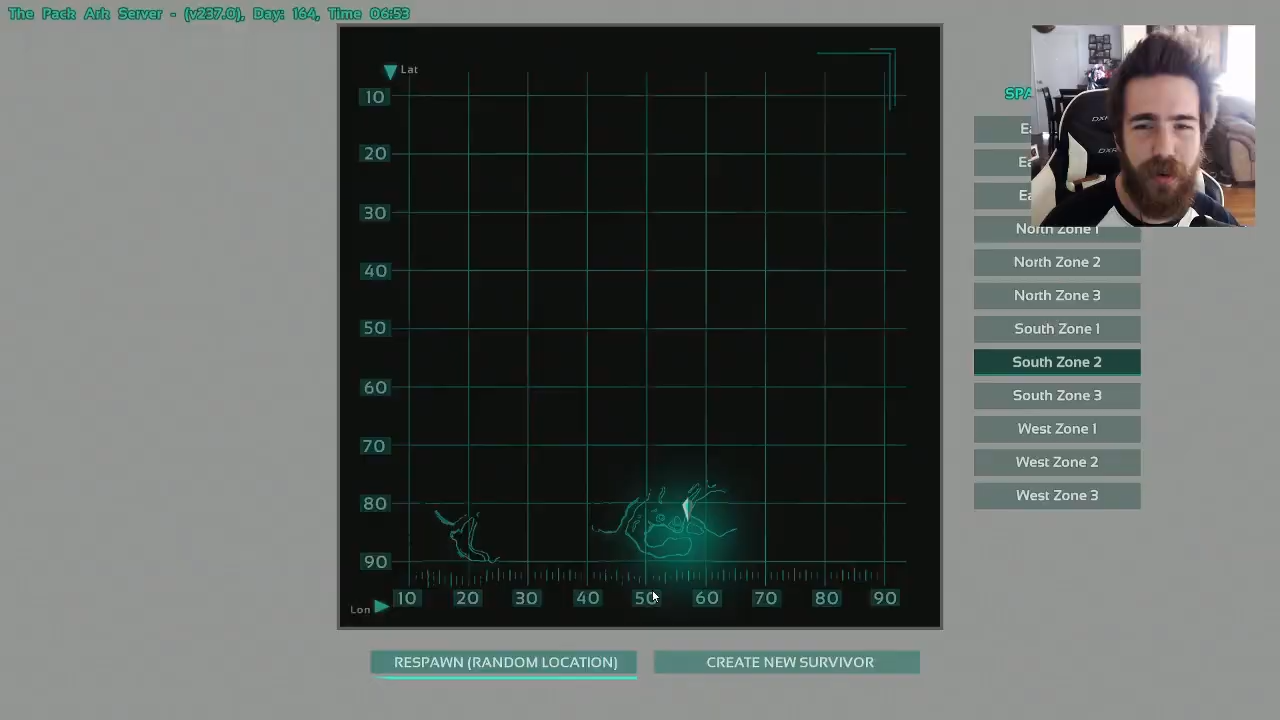 The Pack Ark Server - (v237.0), Day: 164, Time 06:53
Lat
10
20
30
40
50
60
70
80
90
10 20 30 40 50 60 70 80 90
Lon
RESPAWN (RANDOM LOCATION)
CREATE NEW SURVIVOR
North Zone 1
North Zone 2
North Zone 3
South Zone 1
South Zone 2
South Zone 3
West Zone 1
West Zone 2
West Zone 3